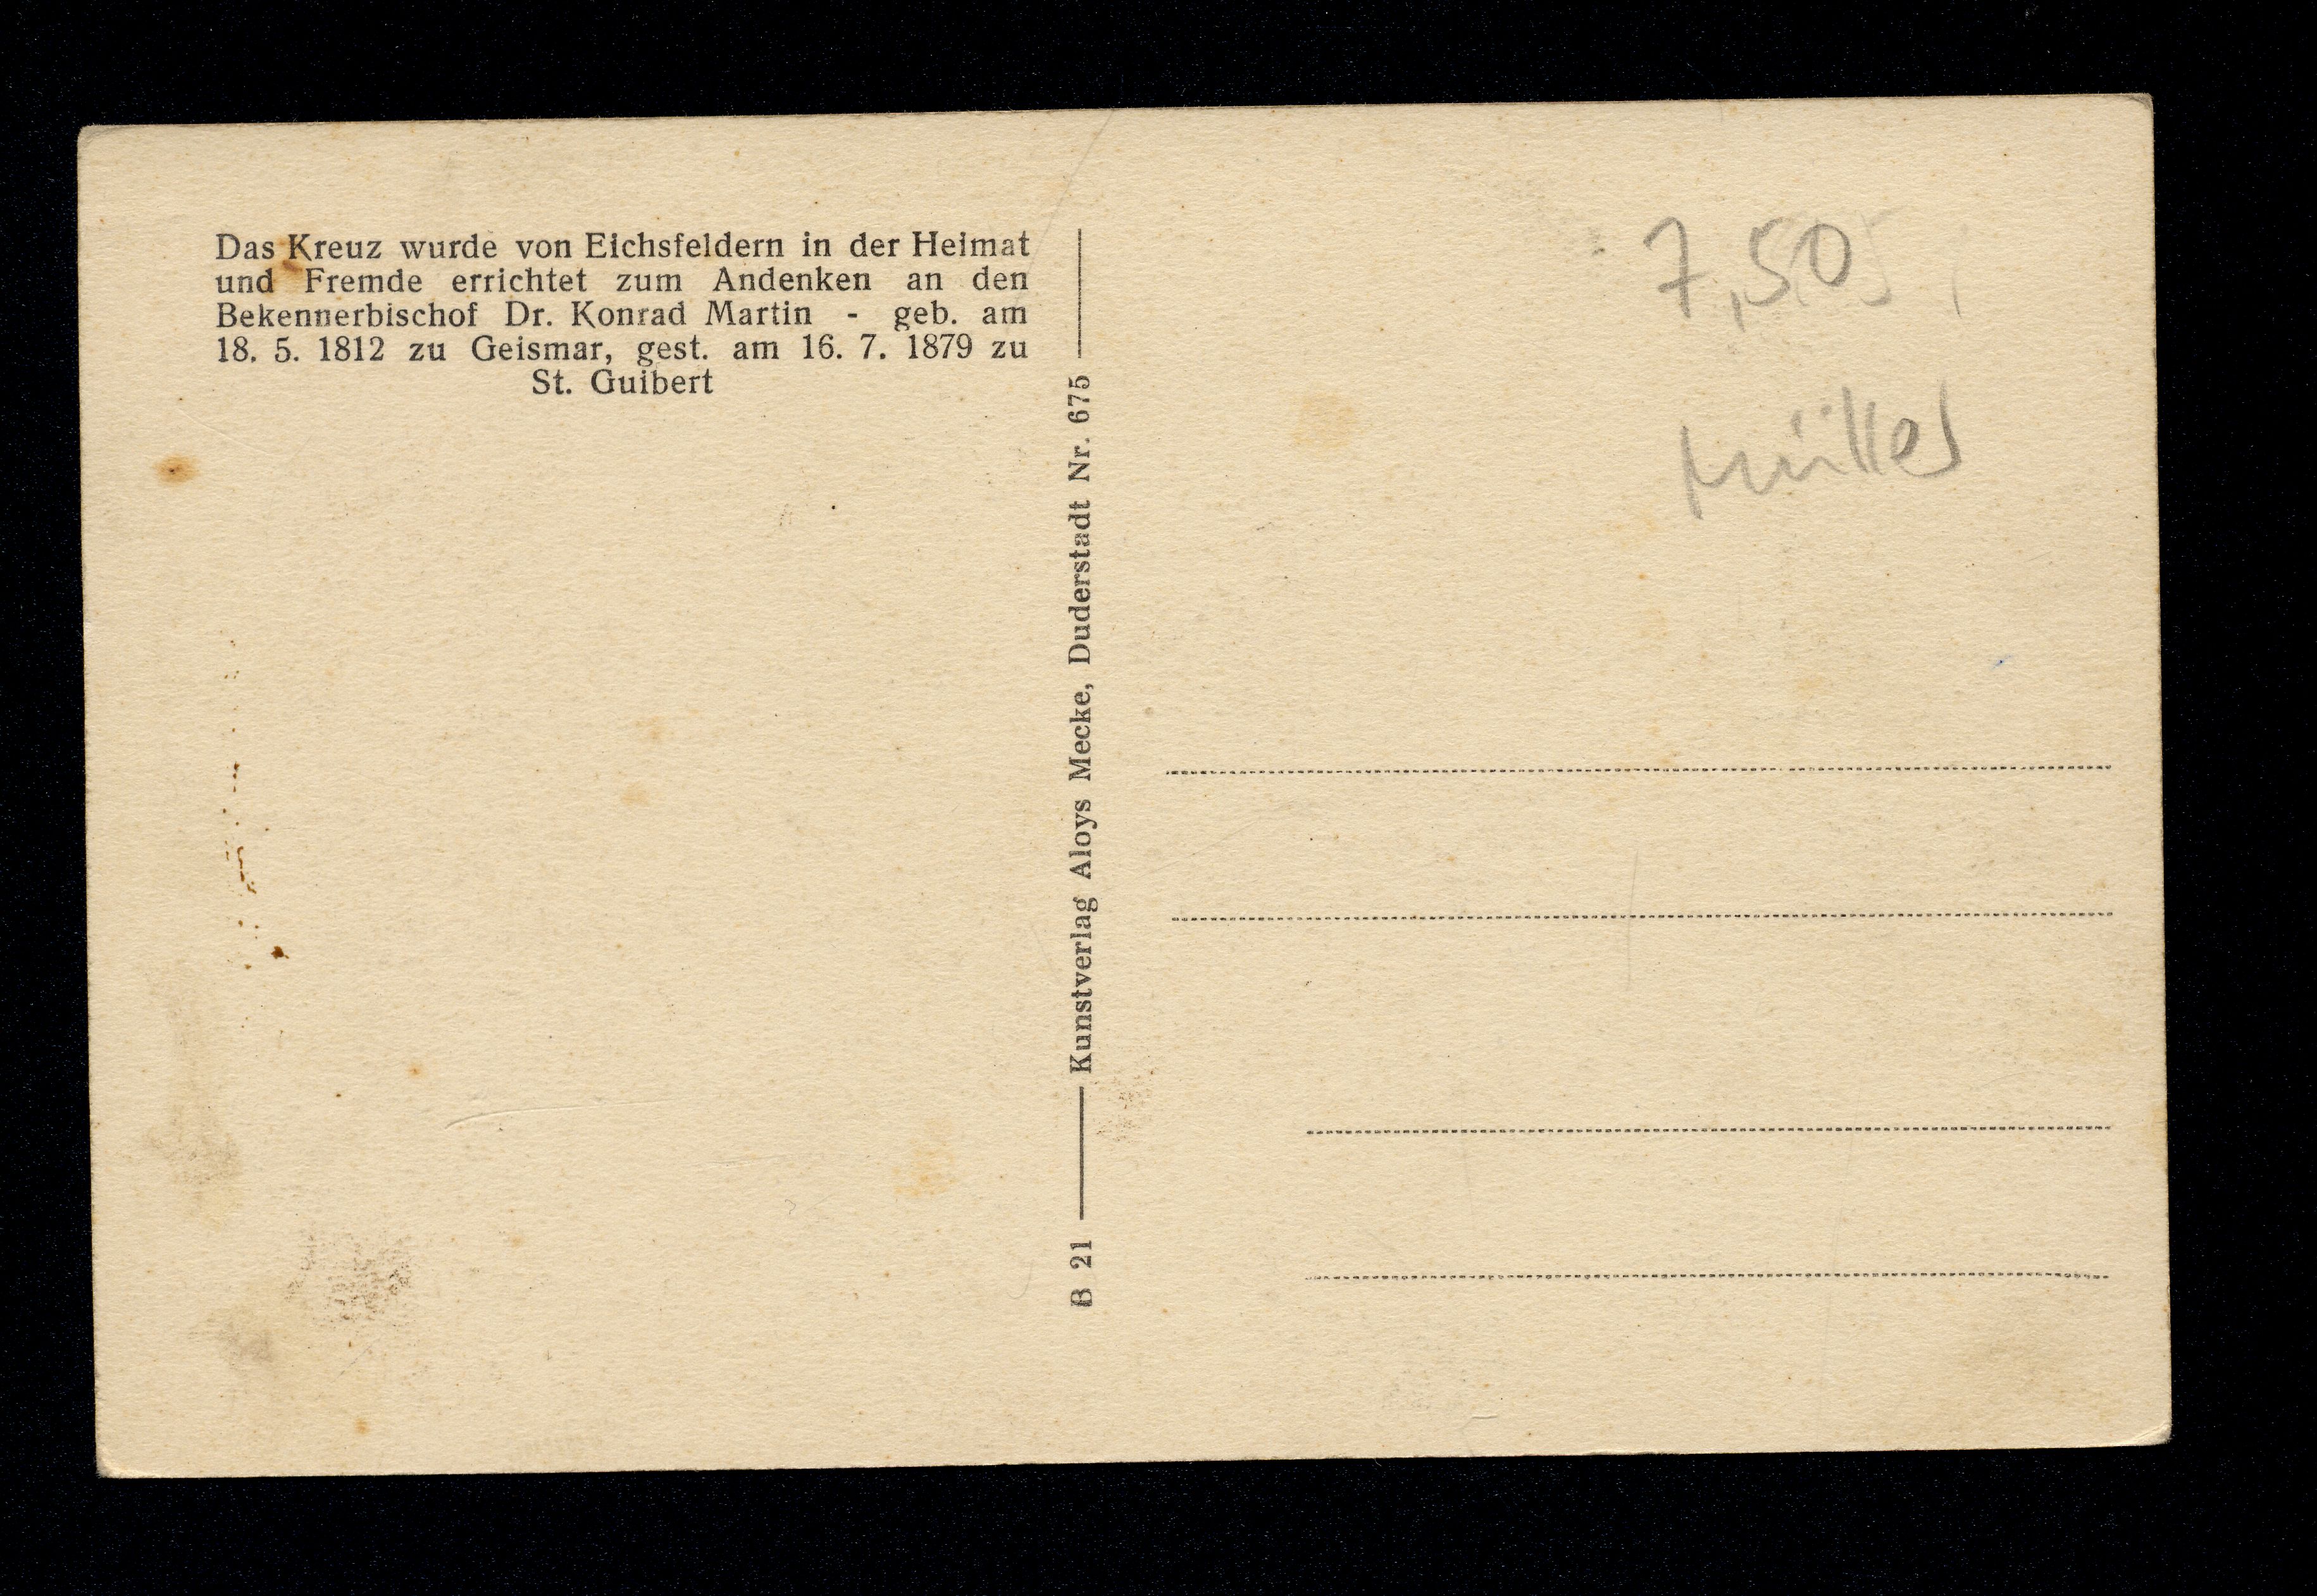 Das Kreuz wurde von Eichsfeldern in der Heimat
und Fremde errichtet zum Andenken an den
Bekennerbischof Dr. Konrad Martin - geb. am
18. 5. 1812 zu Geismar, gest. am 16. 7. 1879 zu
St. Guibert
B 21 Kunstverlag Aloys Mecke, Duderstadt Nr. 675
7,50
Müller